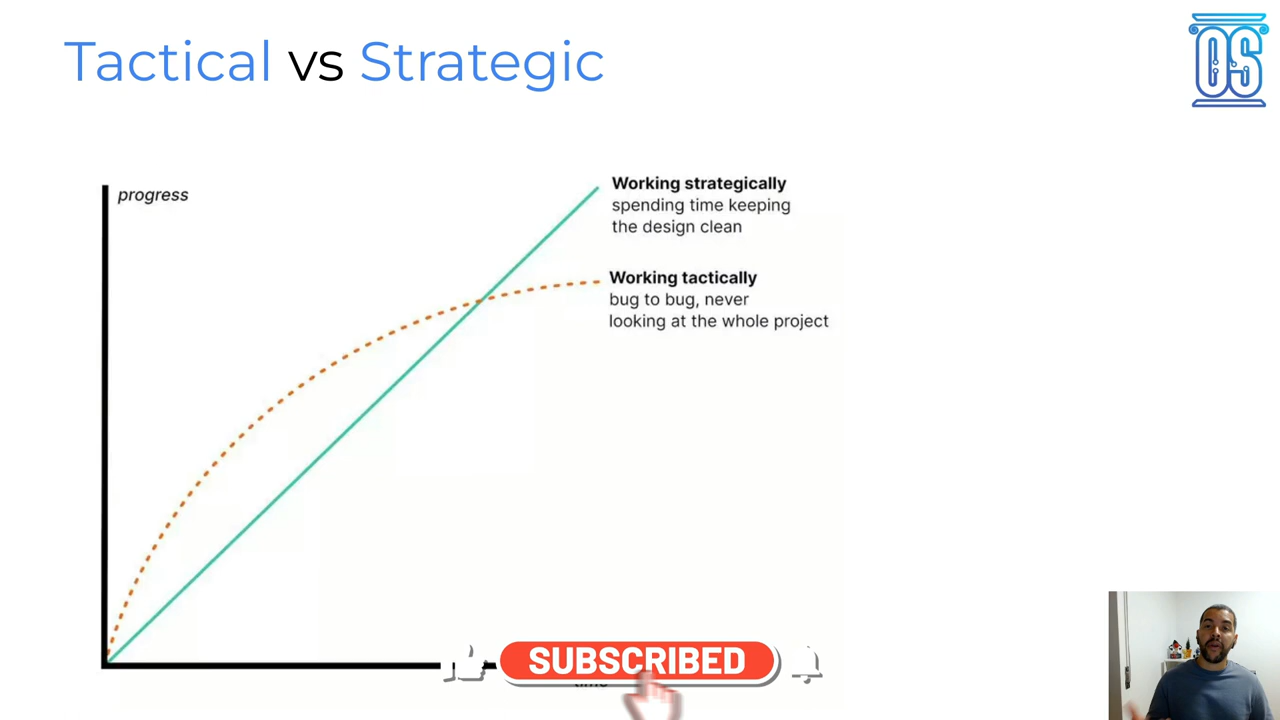 Tactical vs Strategic
OS
progress
Working strategically
spending time keeping
the design clean
Working tactically
bug to bug, never
looking at the whole project
SUBSCRIBED